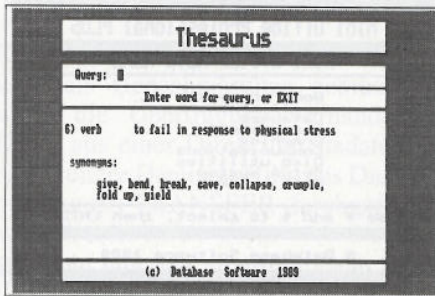 Thesaurus
Query:
Enter word for query, or EXIT
6) verb to fail in response to physical stress
synonyms:
give, bend, break, cave, collapse, crumple,
fold up, yield
(c) Database Software 1989